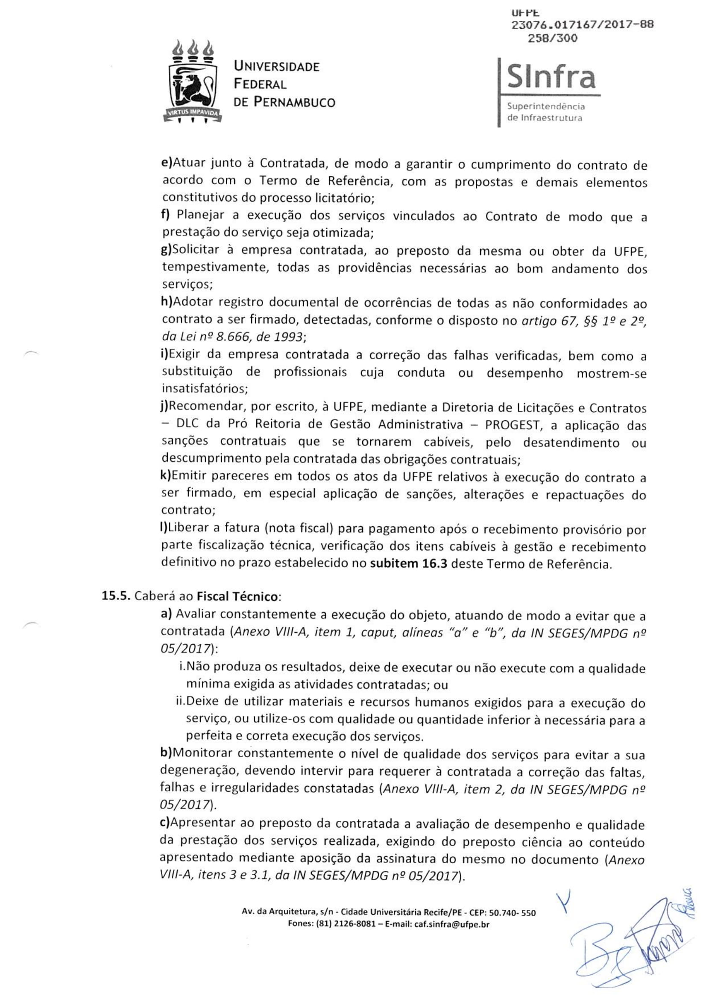 UFPE
23076.017167/2017-88
258/300
UNIVERSIDADE
FEDERAL
DE PERNAMBUCO
VIRTUS IMPAVIDA
SInfra
Superintendência
de Infraestrutura
e)Atuar junto à Contratada, de modo a garantir o cumprimento do contrato de
acordo com o Termo de Referência, com as propostas e demais elementos
constitutivos do processo licitatório;
f) Planejar a execução dos serviços vinculados ao Contrato de modo que a
prestação do serviço seja otimizada;
g)Solicitar à empresa contratada, ao preposto da mesma ou obter da UFPE,
tempestivamente, todas as providências necessárias ao bom andamento dos
serviços;
h)Adotar registro documental de ocorrências de todas as não conformidades ao
contrato a ser firmado, detectadas, conforme o disposto no artigo 67, §§ 1º e 2º,
da Lei nº 8.666, de 1993;
i)Exigir da empresa contratada a correção das falhas verificadas, bem como a
substituição de profissionais cuja conduta ou desempenho mostrem-se
insatisfatórios;
j)Recomendar, por escrito, à UFPE, mediante a Diretoria de Licitações e Contratos
– DLC da Pró Reitoria de Gestão Administrativa – PROGEST, a aplicação das
sanções contratuais que se tornarem cabíveis, pelo desatendimento ou
descumprimento pela contratada das obrigações contratuais;
k)Emitir pareceres em todos os atos da UFPE relativos à execução do contrato a
ser firmado, em especial aplicação de sanções, alterações e repactuações do
contrato;
l)Liberar a fatura (nota fiscal) para pagamento após o recebimento provisório por
parte fiscalização técnica, verificação dos itens cabíveis à gestão e recebimento
definitivo no prazo estabelecido no subitem 16.3 deste Termo de Referência.
15.5. Caberá ao Fiscal Técnico:
a) Avaliar constantemente a execução do objeto, atuando de modo a evitar que a
contratada (Anexo VIII-A, item 1, caput, alíneas “a” e “b”, da IN SEGES/MPDG nº
05/2017):
i.Não produza os resultados, deixe de executar ou não execute com a qualidade
mínima exigida as atividades contratadas; ou
ii.Deixe de utilizar materiais e recursos humanos exigidos para a execução do
serviço, ou utilize-os com qualidade ou quantidade inferior à necessária para a
perfeita e correta execução dos serviços.
b)Monitorar constantemente o nível de qualidade dos serviços para evitar a sua
degeneração, devendo intervir para requerer à contratada a correção das faltas,
falhas e irregularidades constatadas (Anexo VIII-A, item 2, da IN SEGES/MPDG nº
05/2017).
c)Apresentar ao preposto da contratada a avaliação de desempenho e qualidade
da prestação dos serviços realizada, exigindo do preposto ciência ao conteúdo
apresentado mediante aposição da assinatura do mesmo no documento (Anexo
VIII-A, itens 3 e 3.1, da IN SEGES/MPDG nº 05/2017).
Av. da Arquitetura, s/n - Cidade Universitária Recife/PE - CEP: 50.740- 550
Fones: (81) 2126-8081 – E-mail: caf.sinfra@ufpe.br